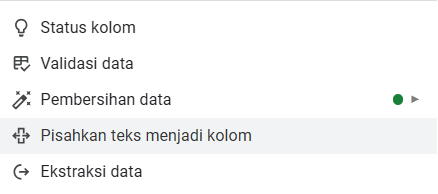 Status kolom
Validasi data
Pembersihan data
Pisahkan teks menjadi kolom
Ekstraksi data